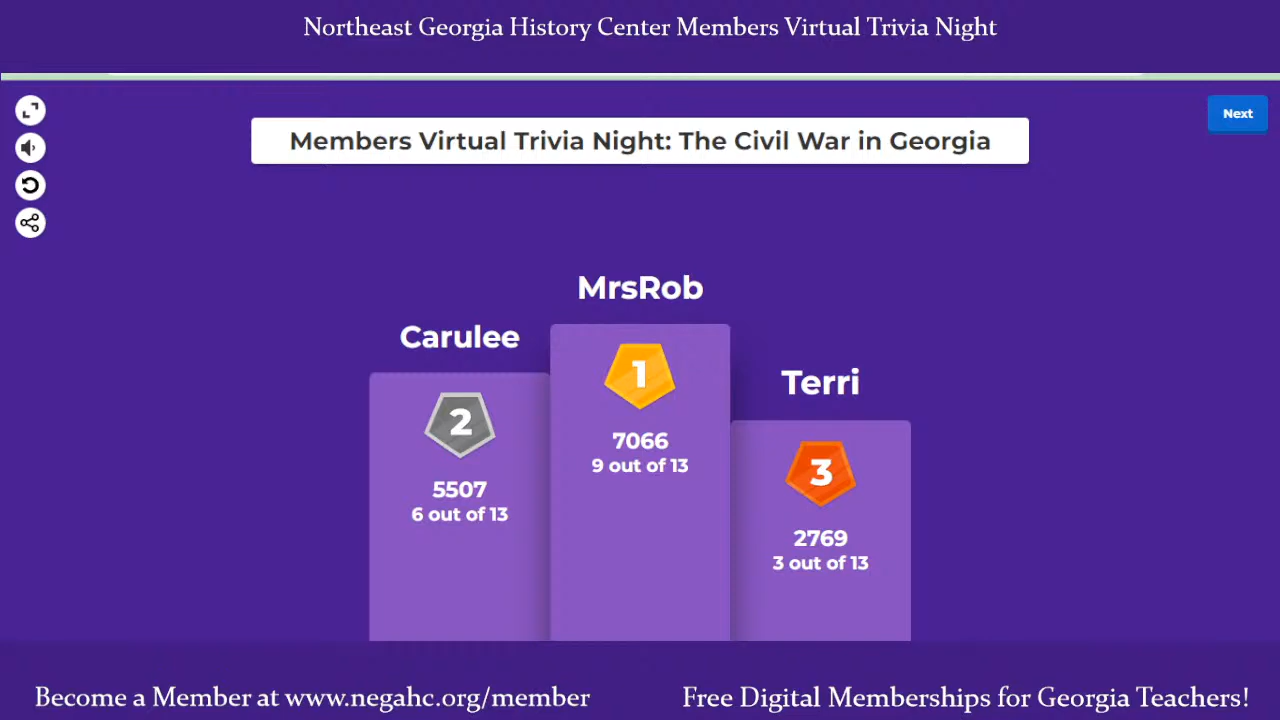 Northeast Georgia History Center Members Virtual Trivia Night
Next
Members Virtual Trivia Night: The Civil War in Georgia
MrsRob
Carulee
Terri
1
7066
9 out of 13
2
5507
6 out of 13
3
2769
3 out of 13
Become a Member at www.negahc.org/member
Free Digital Memberships for Georgia Teachers!